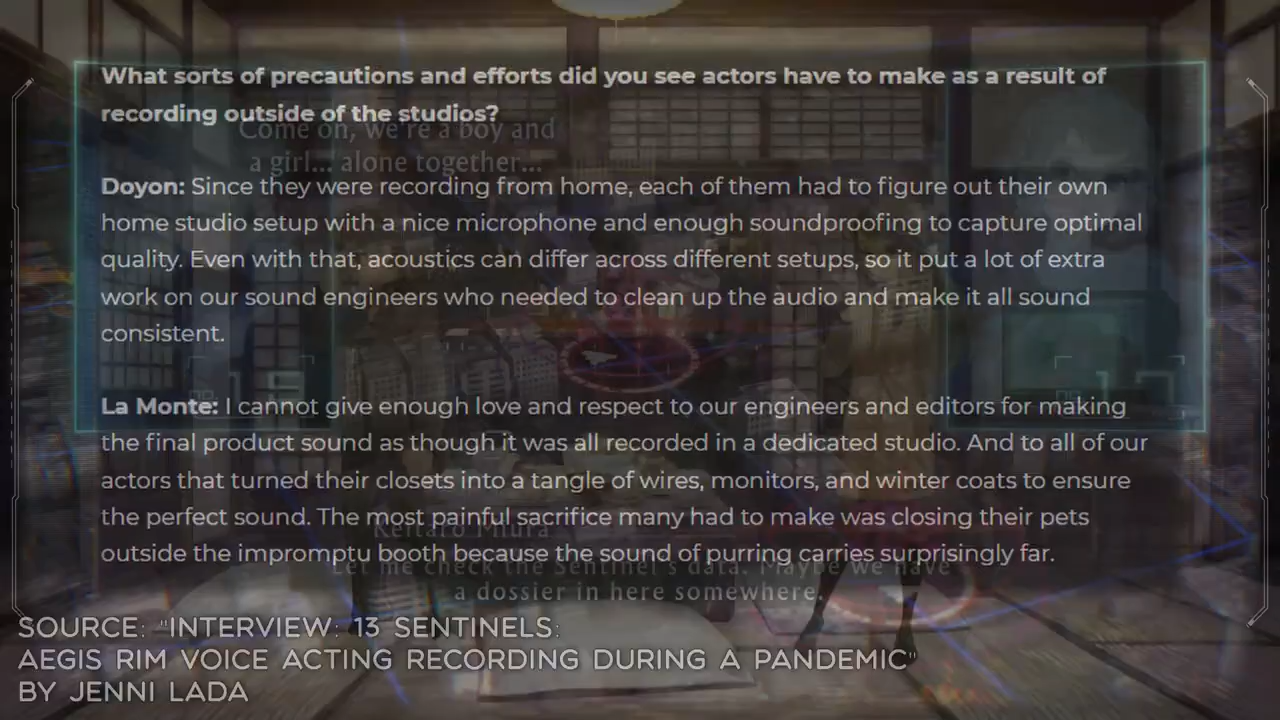 What sorts of precautions and efforts did you see actors have to make as a result of
recording outside of the studios?
Come on, we're a boy and
a girl... alone together...
Doyon: Since they were recording from home, each of them had to figure out their own
home studio setup with a nice microphone and enough soundproofing to capture optimal
quality. Even with that, acoustics can differ across different setups, so it put a lot of extra
work on our sound engineers who needed to clean up the audio and make it all sound
consistent.
La Monte: I cannot give enough love and respect to our engineers and editors for making
the final product sound as though it was all recorded in a dedicated studio. And to all of our
actors that turned their closets into a tangle of wires, monitors, and winter coats to ensure
the perfect sound. The most painful sacrifice many had to make was closing their pets
Keitaro Miura
outside the impromptu booth because the sound of purring carries surprisingly far.
Let me check the Sentinel's data. Maybe we have
a dossier in here somewhere.
SOURCE: "INTERVIEW: 13 SENTINELS:
AEGIS RIM VOICE ACTING RECORDING DURING A PANDEMIC"
BY JENNI LADA